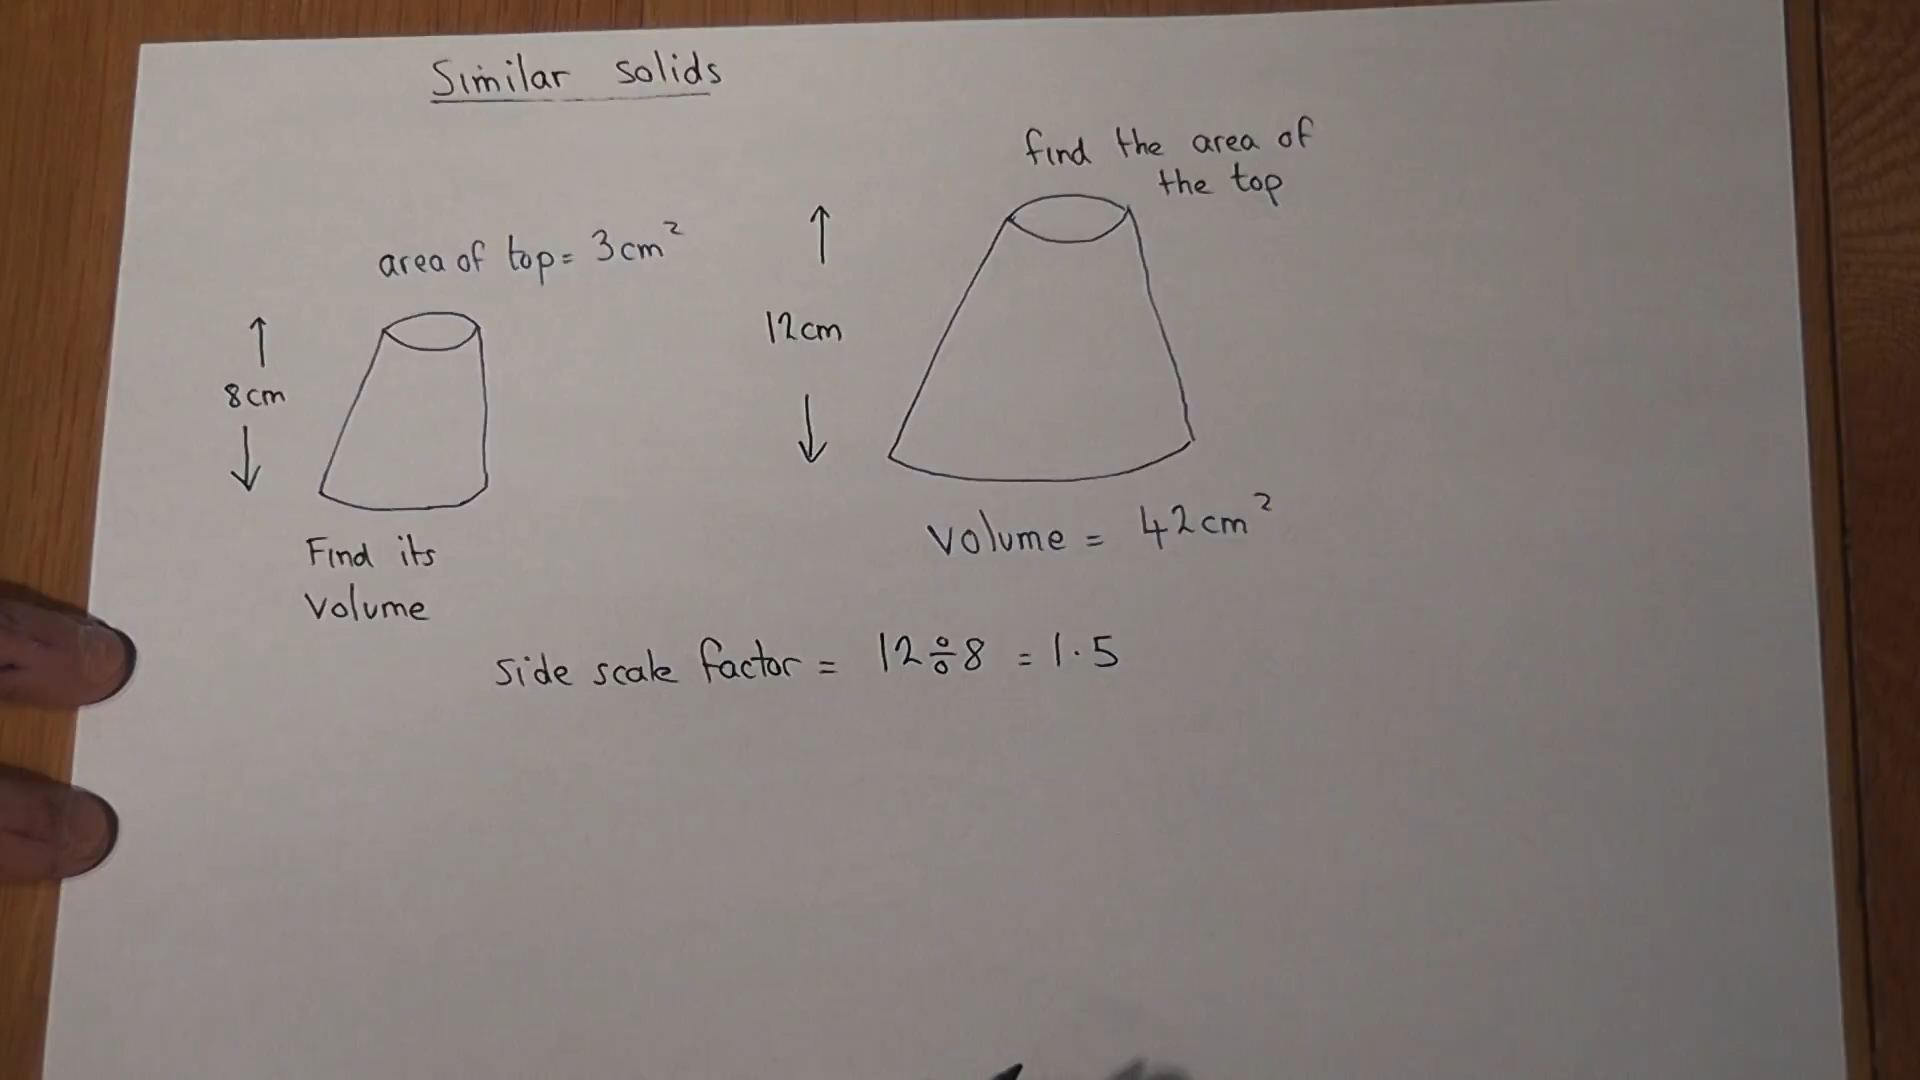 Similar solids
find the area of
the top
area of top = 3cm²
8cm
12cm
Find its
Volume
Volume = 42cm²
side scale factor = 12÷8 = 1.5